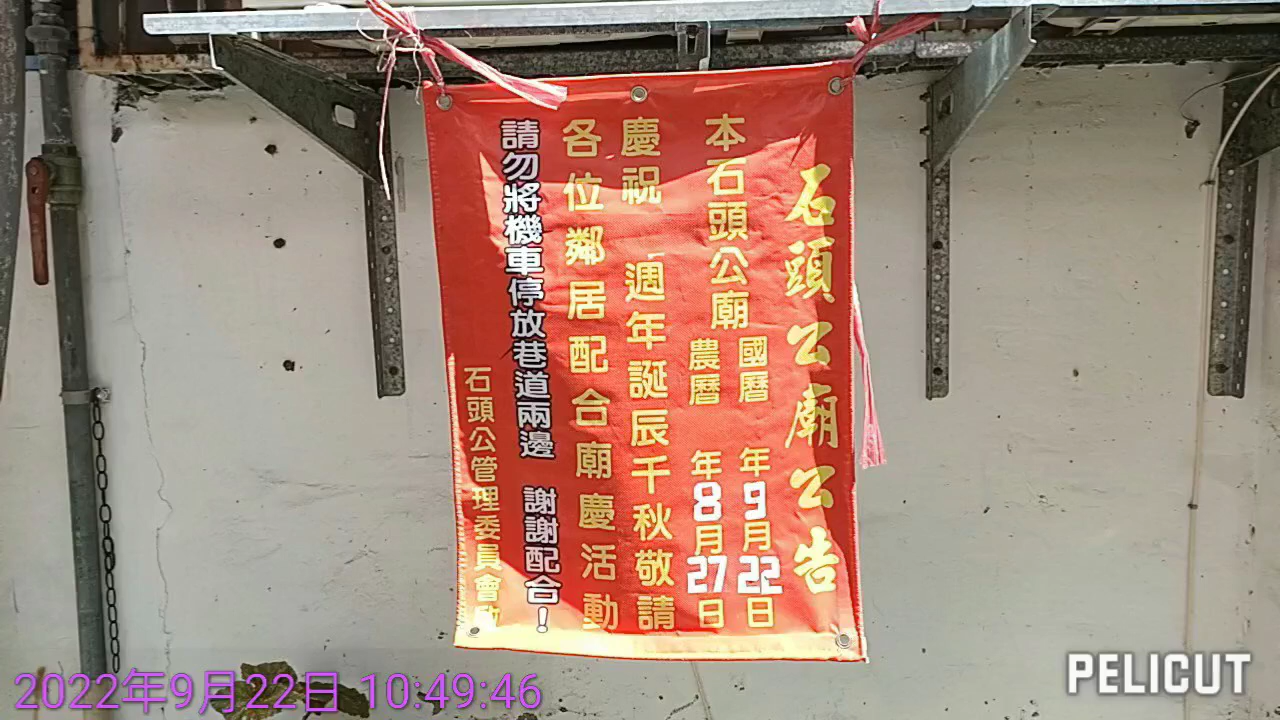 石頭公廟公告
本石頭公廟
國曆 年9月22日
農曆 年8月27日
慶祝 週年誕辰千秋敬請
各位鄰居配合廟慶活動
請勿將機車停放巷道兩邊 謝謝配合！
石頭公管理委員會啟
2022年9月22日 10:49:46
PELICUT